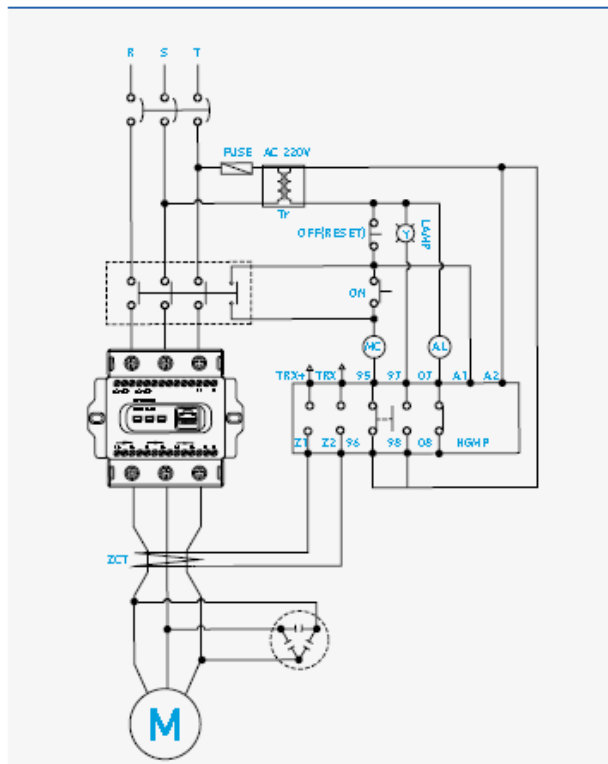 R S T
FUSE AC 220V
Tr
OFF(RESET)
Y
LAMP
ON
MC
AL
TRX+ TRX 95 97 07 A1 A2
Z1 Z2 96 98 08 HGMP
ZCT
M